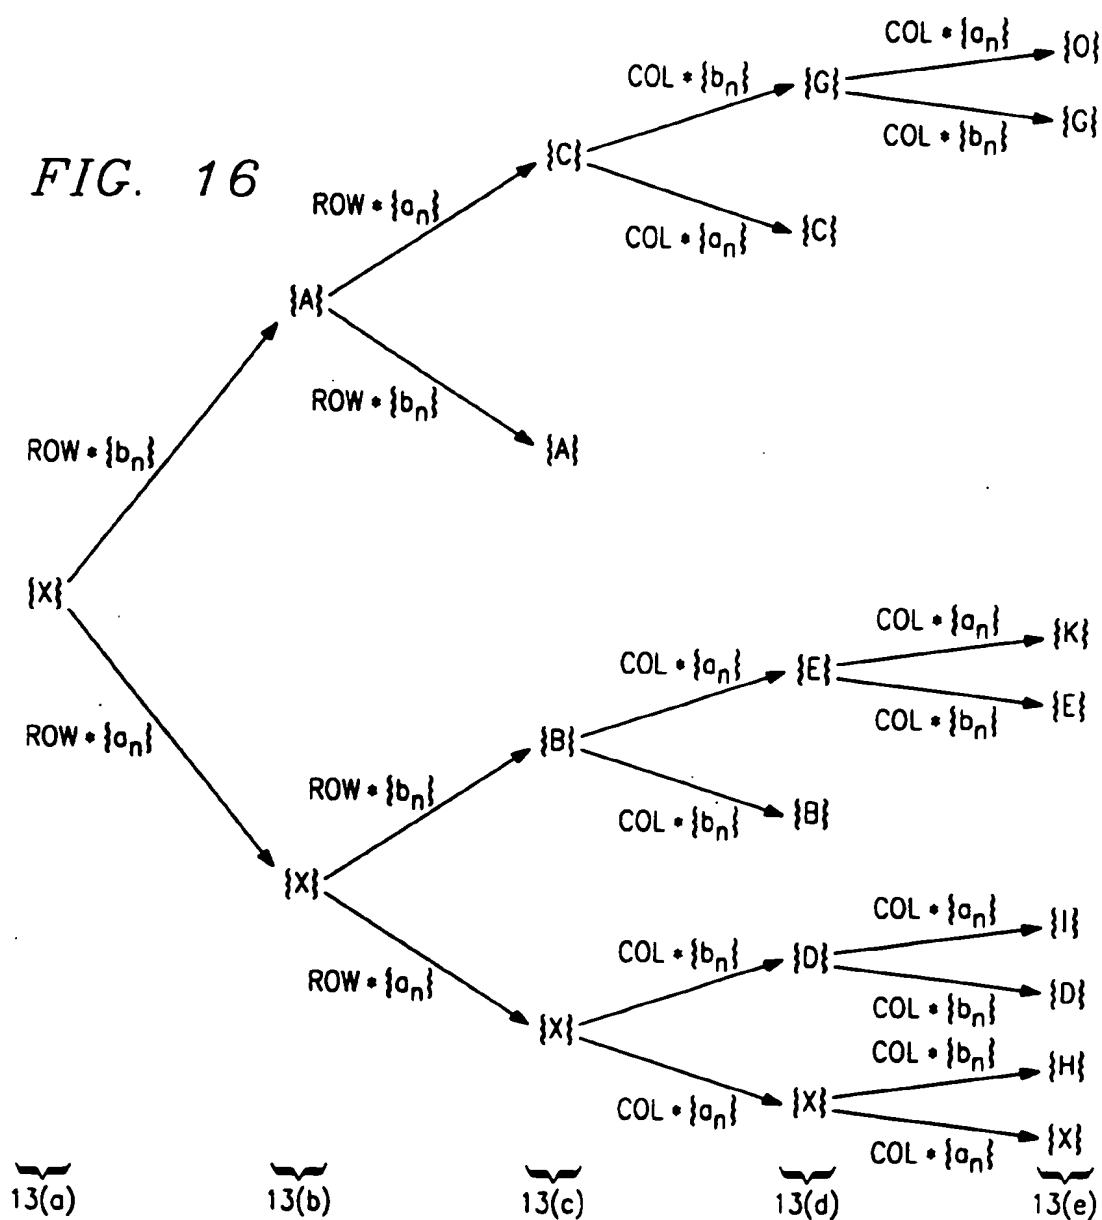 COL * {a_n}
{O}
COL * {b_n}
{G}
COL * {b_n}
{G}
FIG. 16
{C}
ROW * {a_n}
COL * {a_n}
{C}
{A}
ROW * {b_n}
{A}
ROW * {b_n}
{X}
COL * {a_n}
{K}
COL * {a_n}
{E}
COL * {b_n}
{E}
ROW * {a_n}
{B}
ROW * {b_n}
COL * {b_n}
{B}
{X}
COL * {a_n}
{I}
COL * {b_n}
{D}
ROW * {a_n}
COL * {b_n}
{D}
{X}
COL * {b_n}
{H}
COL * {a_n}
{X}
COL * {a_n}
{X}
13(a) 13(b) 13(c) 13(d) 13(e)